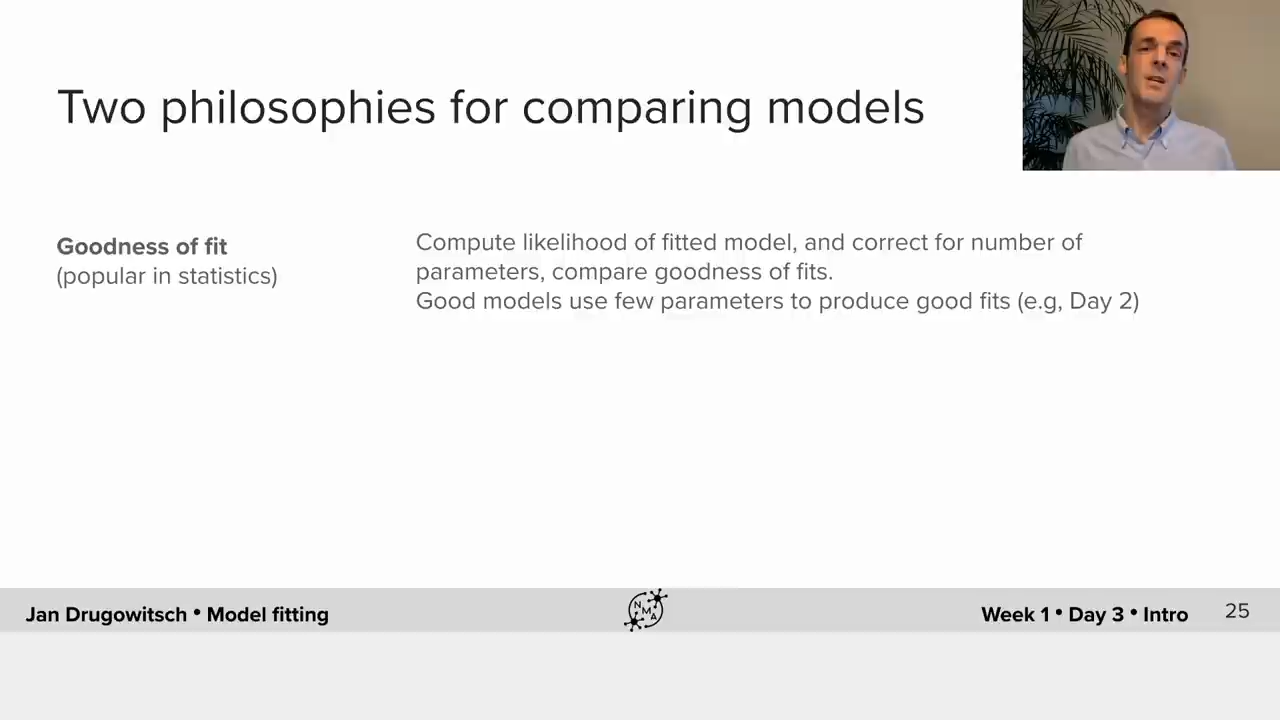 Two philosophies for comparing models
Goodness of fit
(popular in statistics)
Compute likelihood of fitted model, and correct for number of
parameters, compare goodness of fits.
Good models use few parameters to produce good fits (e.g, Day 2)
Jan Drugowitsch • Model fitting
N
M
A
Week 1 • Day 3 • Intro
25